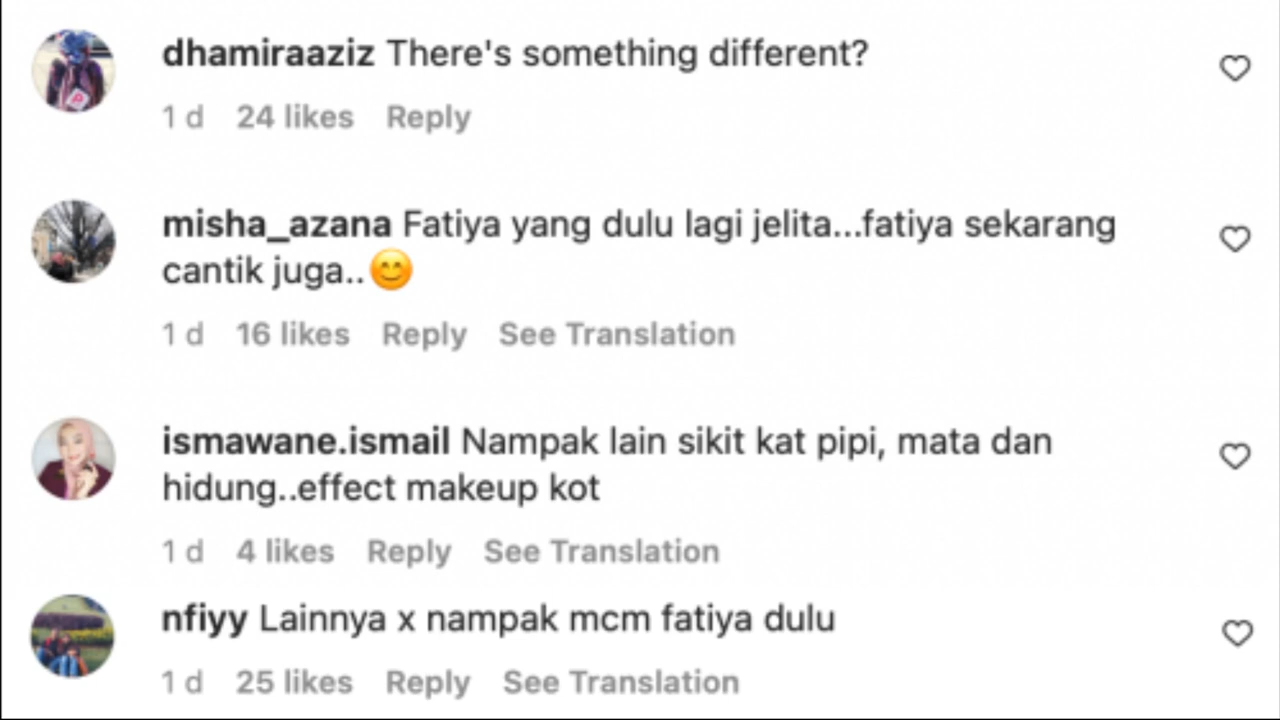 dhamiraaziz There's something different?
1 d 24 likes Reply
misha_azana Fatiya yang dulu lagi jelita...fatiya sekarang
cantik juga..😊
1 d 16 likes Reply See Translation
ismawane.ismail Nampak lain sikit kat pipi, mata dan
hidung..effect makeup kot
1 d 4 likes Reply See Translation
nfiyy Lainnya x nampak mcm fatiya dulu
1 d 25 likes Reply See Translation